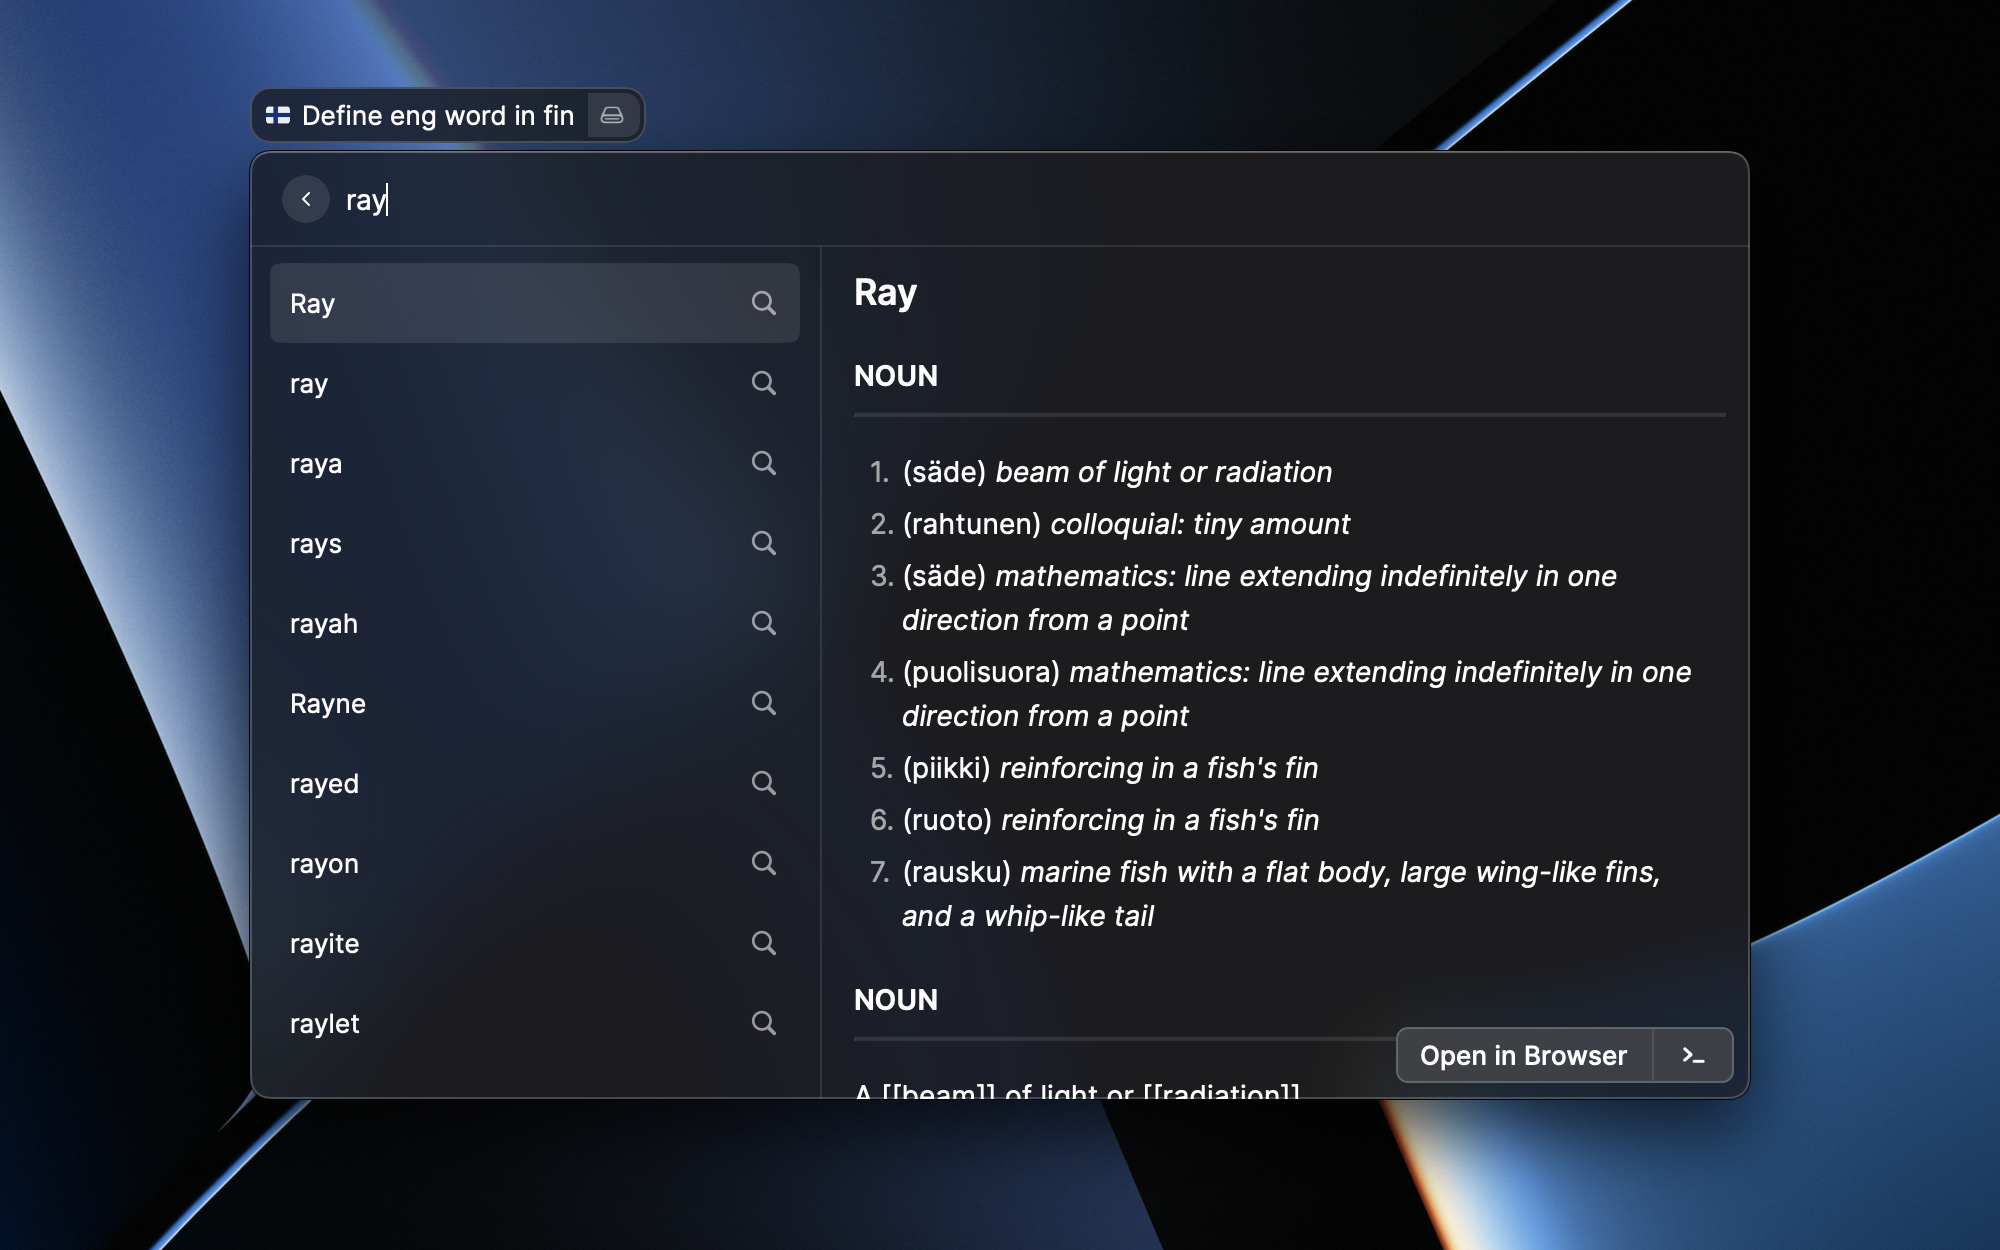 Define eng word in fin
ray
Ray
ray
raya
rays
rayah
Rayne
rayed
rayon
rayite
raylet
Ray
NOUN
1. (säde) beam of light or radiation
2. (rahtunen) colloquial: tiny amount
3. (säde) mathematics: line extending indefinitely in one
direction from a point
4. (puolisuora) mathematics: line extending indefinitely in one
direction from a point
5. (piikki) reinforcing in a fish's fin
6. (ruoto) reinforcing in a fish's fin
7. (rausku) marine fish with a flat body, large wing-like fins,
and a whip-like tail
NOUN
A [[beam]] of light or [[radiation]]
Open in Browser